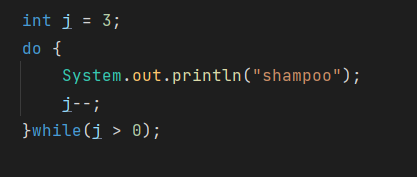 int j = 3;
do {
    System.out.println("shampoo");
    j--;
}while(j > 0);